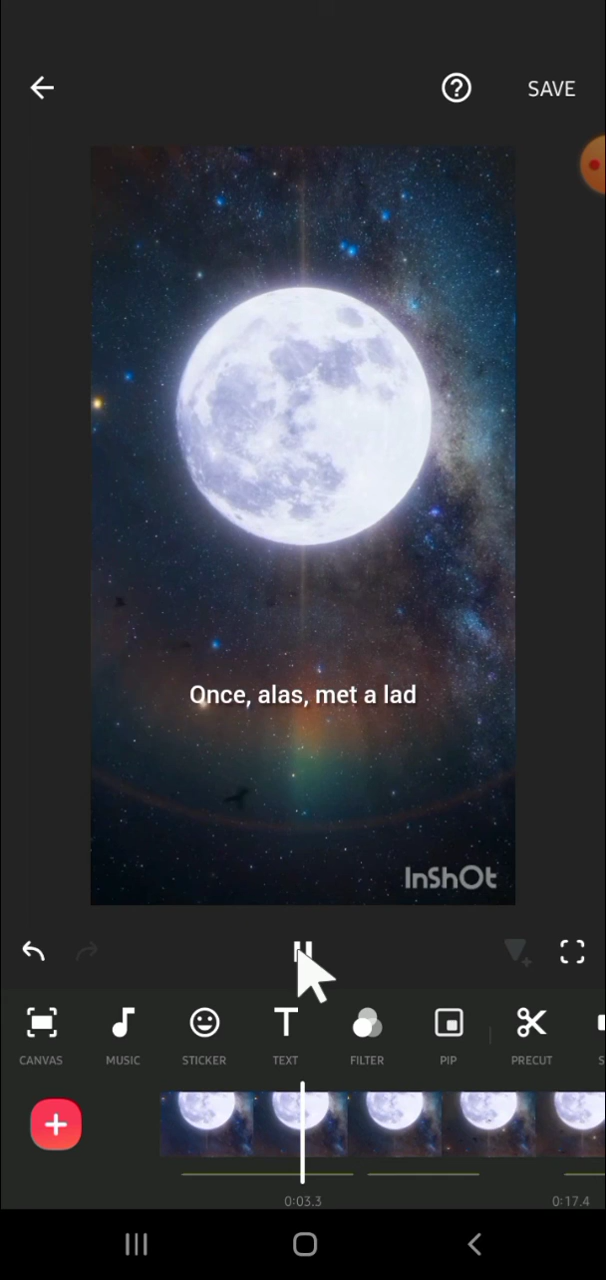 SAVE
Once, alas, met a lad
InShOt
CANVAS MUSIC STICKER TEXT FILTER PIP PRECUT
0:03.3 0:17.4